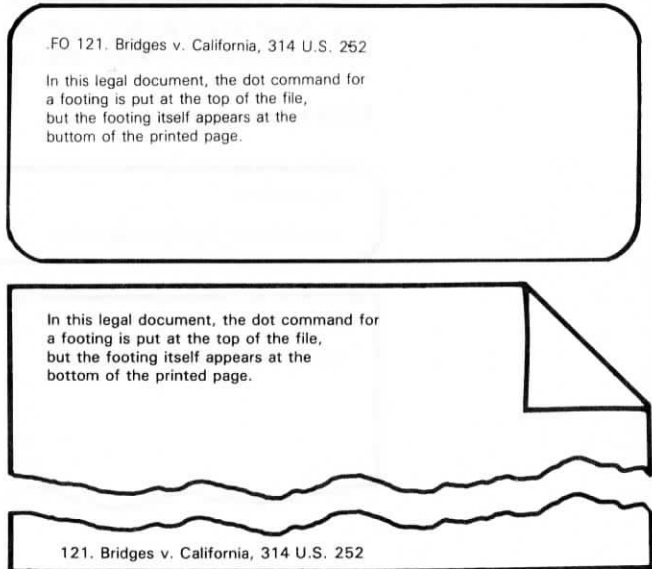 .FO 121. Bridges v. California, 314 U.S. 252
In this legal document, the dot command for
a footing is put at the top of the file,
but the footing itself appears at the
buttom of the printed page.
In this legal document, the dot command for
a footing is put at the top of the file,
but the footing itself appears at the
bottom of the printed page.
121. Bridges v. California, 314 U.S. 252